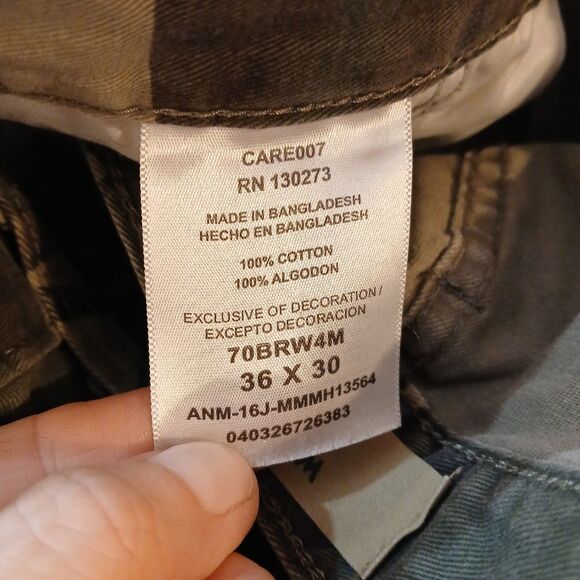 CARE007
RN 130273
MADE IN BANGLADESH
HECHO EN BANGLADESH
100% COTTON
100% ALGODON
EXCLUSIVE OF DECORATION/
EXCEPTO DECORACION
70BRW4M
36 X 30
ANM-16J-MMMMH13564
040326726383